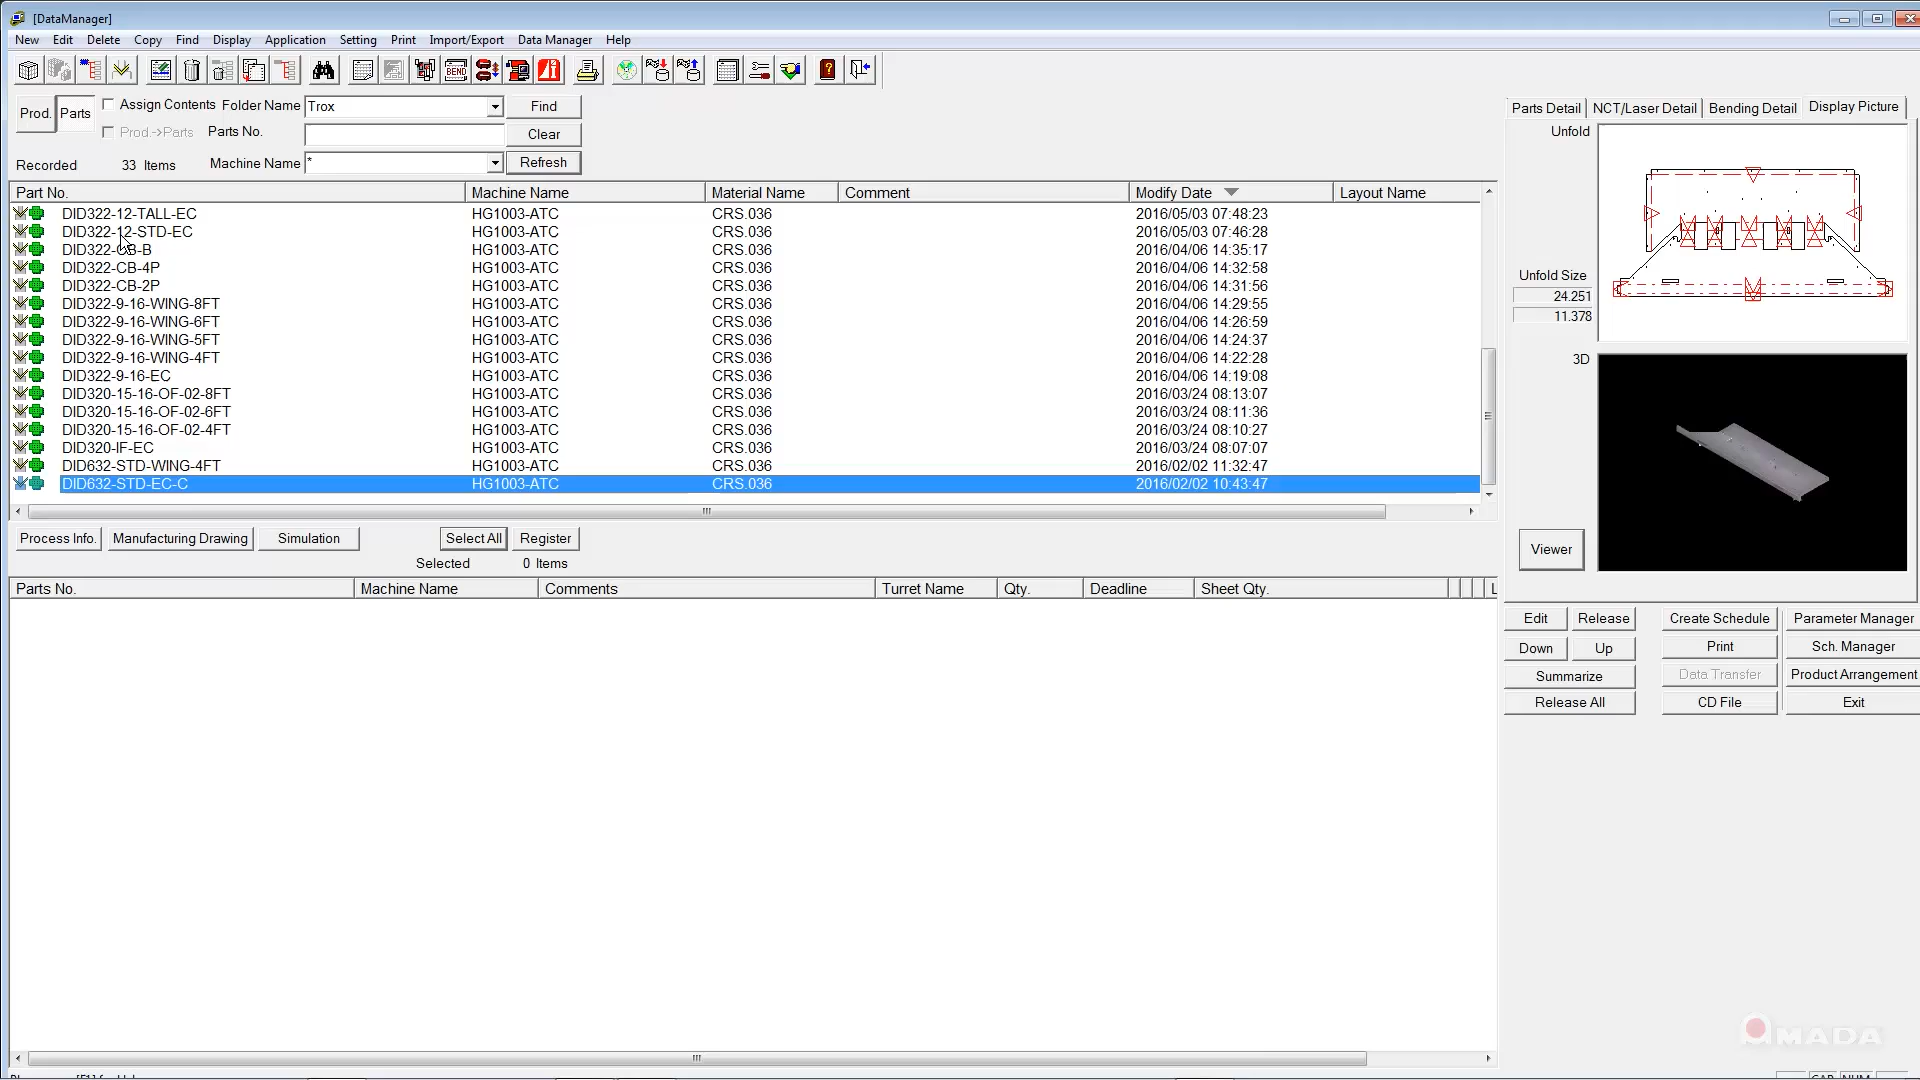 [DataManager]
New Edit Delete Copy Find Display Application Setting Print Import/Export Data Manager Help
BEND
Prod. Parts Assign Contents Folder Name Trox Find
Prod.->Parts Parts No. Clear
Recorded 33 Items Machine Name * Refresh
Part No. Machine Name Material Name Comment Modify Date Layout Name
DID322-12-TALL-EC HG1003-ATC CRS.036 2016/05/03 07:48:23
DID322-12-STD-EC HG1003-ATC CRS.036 2016/05/03 07:46:28
DID322-CB-B HG1003-ATC CRS.036 2016/04/06 14:35:17
DID322-CB-4P HG1003-ATC CRS.036 2016/04/06 14:32:58
DID322-CB-2P HG1003-ATC CRS.036 2016/04/06 14:31:56
DID322-9-16-WING-8FT HG1003-ATC CRS.036 2016/04/06 14:29:55
DID322-9-16-WING-6FT HG1003-ATC CRS.036 2016/04/06 14:26:59
DID322-9-16-WING-5FT HG1003-ATC CRS.036 2016/04/06 14:24:37
DID322-9-16-WING-4FT HG1003-ATC CRS.036 2016/04/06 14:22:28
DID322-9-16-EC HG1003-ATC CRS.036 2016/04/06 14:19:08
DID320-15-16-OF-02-8FT HG1003-ATC CRS.036 2016/03/24 08:13:07
DID320-15-16-OF-02-6FT HG1003-ATC CRS.036 2016/03/24 08:11:36
DID320-15-16-OF-02-4FT HG1003-ATC CRS.036 2016/03/24 08:10:27
DID320-IF-EC HG1003-ATC CRS.036 2016/03/24 08:07:07
DID632-STD-WING-4FT HG1003-ATC CRS.036 2016/02/02 11:32:47
DID632-STD-EC-C HG1003-ATC CRS.036 2016/02/02 10:43:47
Process Info. Manufacturing Drawing Simulation Select All Register
Selected 0 Items
Parts No. Machine Name Comments Turret Name Qty. Deadline Sheet Qty. L
Parts Detail NCT/Laser Detail Bending Detail Display Picture
Unfold
Unfold Size
24.251
11.378
3D
Viewer
Edit Release Create Schedule Parameter Manager
Down Up Print Sch. Manager
Summarize Data Transfer Product Arrangement
Release All CD File Exit
AMADA